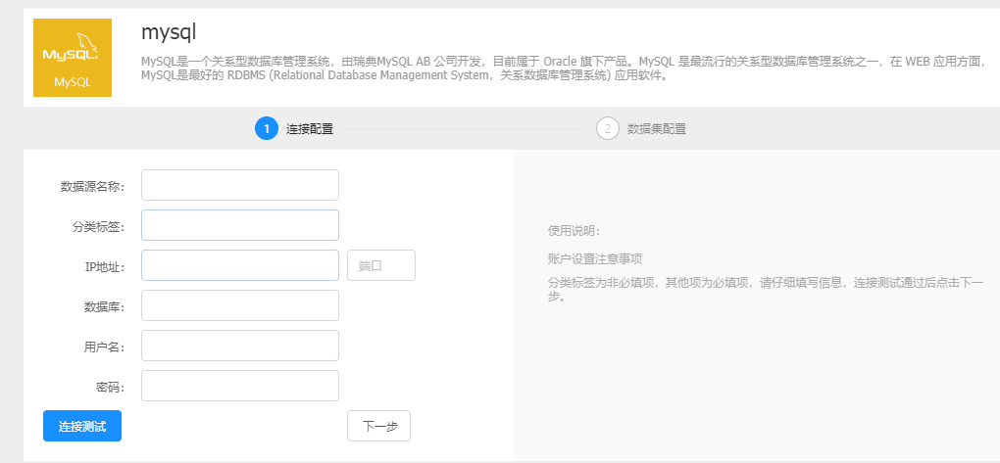 MySQL
MySQL
mysql
MySQL是一个关系型数据库管理系统，由瑞典MySQL AB 公司开发，目前属于 Oracle 旗下产品。MySQL 是最流行的关系型数据库管理系统之一，在 WEB 应用方面，
MySQL是最好的 RDBMS (Relational Database Management System，关系数据库管理系统) 应用软件。
1 连接配置 2 数据集配置
数据源名称：
分类标签：
IP地址： 端口
数据库：
用户名：
密码：
连接测试 下一步
使用说明：
账户设置注意事项
分类标签为非必填项，其他项为必填项，请仔细填写信息，连接测试通过后点击下一
步。